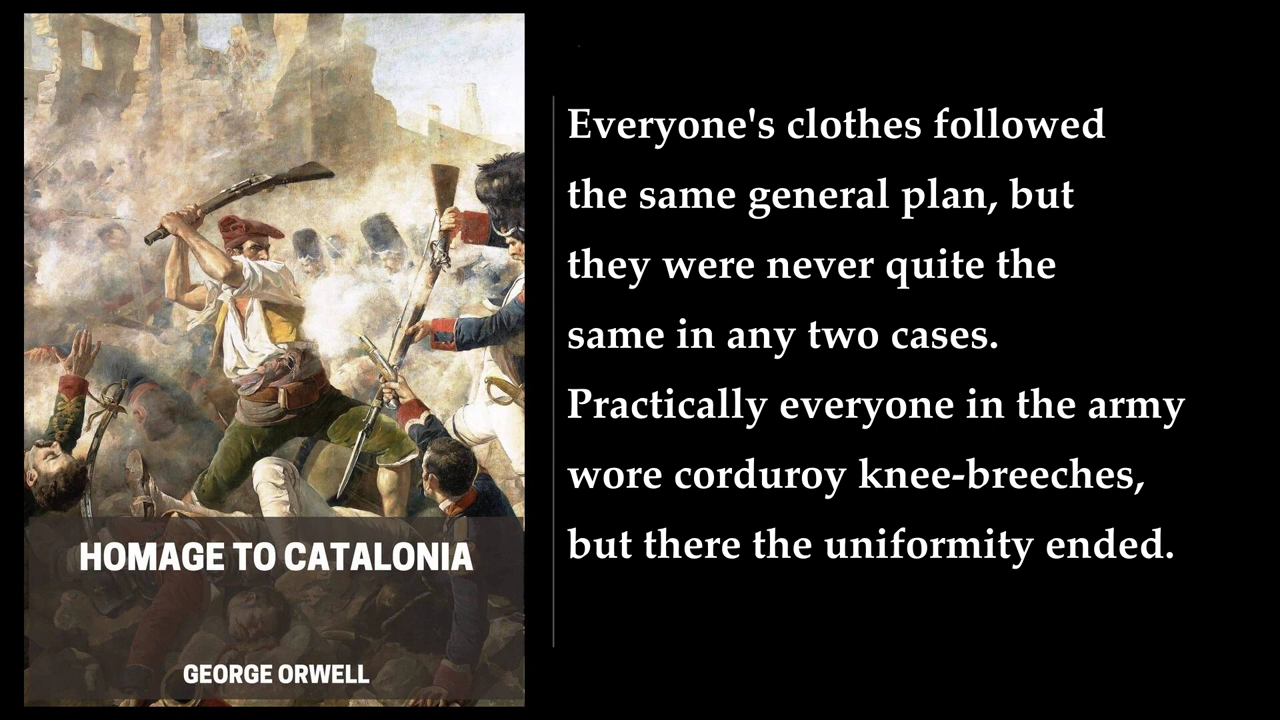 HOMAGE TO CATALONIA
GEORGE ORWELL
Everyone's clothes followed
the same general plan, but
they were never quite the
same in any two cases.
Practically everyone in the army
wore corduroy knee-breeches,
but there the uniformity ended.